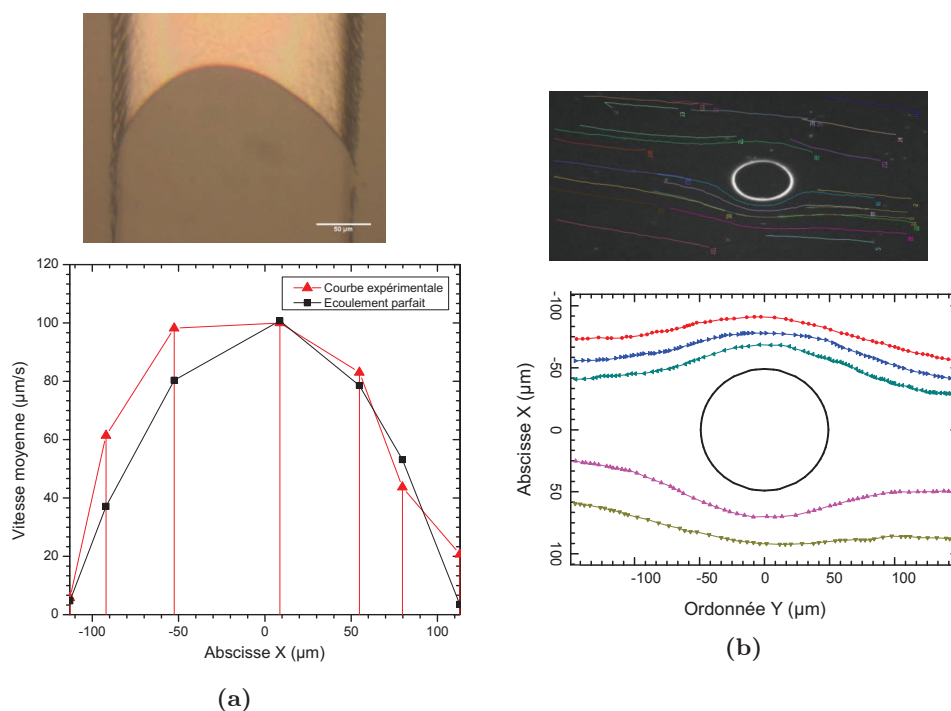 50 µm
120
100
80
60
40
20
0
Vitesse moyenne (µm/s)
Courbe expérimentale
Ecoulement parfait
-100
-50
0
50
100
Abscisse X (µm)
(a)
-100
-50
0
50
100
Abscisse X (µm)
-100
-50
0
50
100
Ordonnée Y (µm)
(b)